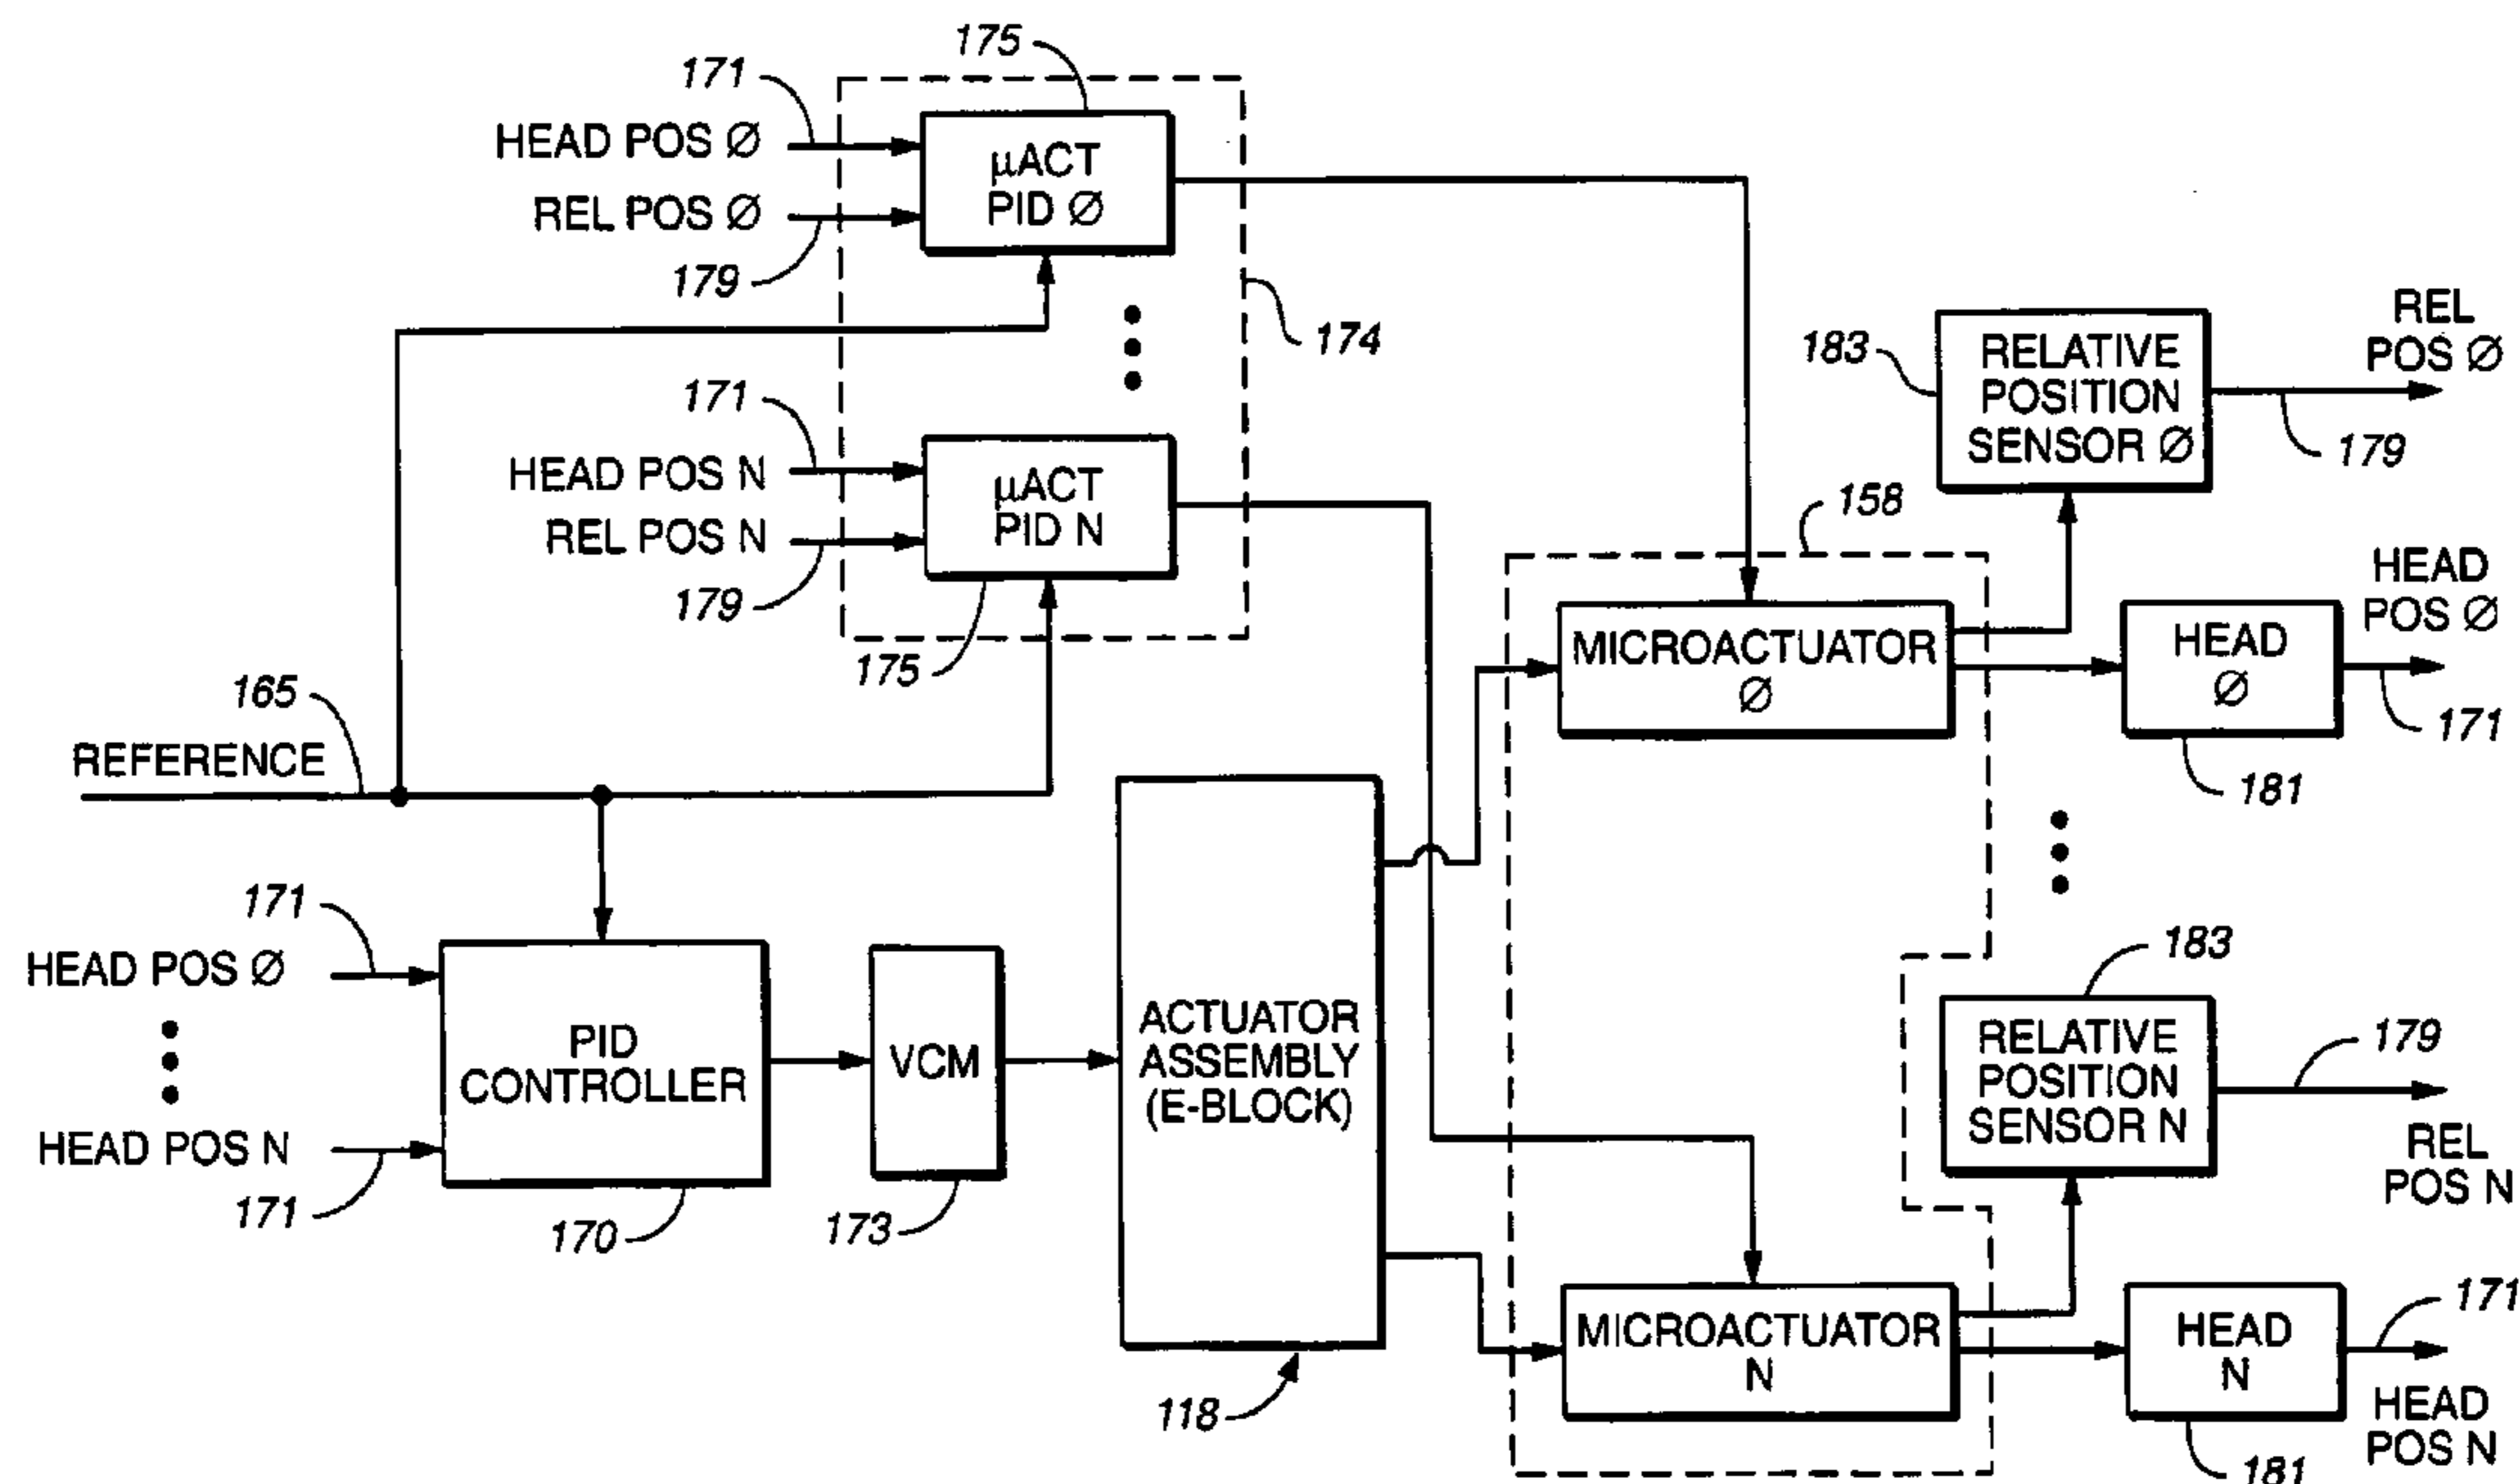 175
171
HEAD POS Ø
µACT
PID Ø
REL POS Ø
179
174
171
HEAD POS N
µACT
PID N
REL POS N
179
175
165
REFERENCE
183
RELATIVE
POSITION
SENSOR Ø
REL
POS Ø
179
158
MICROACTUATOR
Ø
HEAD
Ø
HEAD
POS Ø
171
181
171
HEAD POS Ø
HEAD POS N
171
PID
CONTROLLER
170
VCM
173
ACTUATOR
ASSEMBLY
(E-BLOCK)
118
183
RELATIVE
POSITION
SENSOR N
179
REL
POS N
MICROACTUATOR
N
HEAD
N
171
HEAD
POS N
181